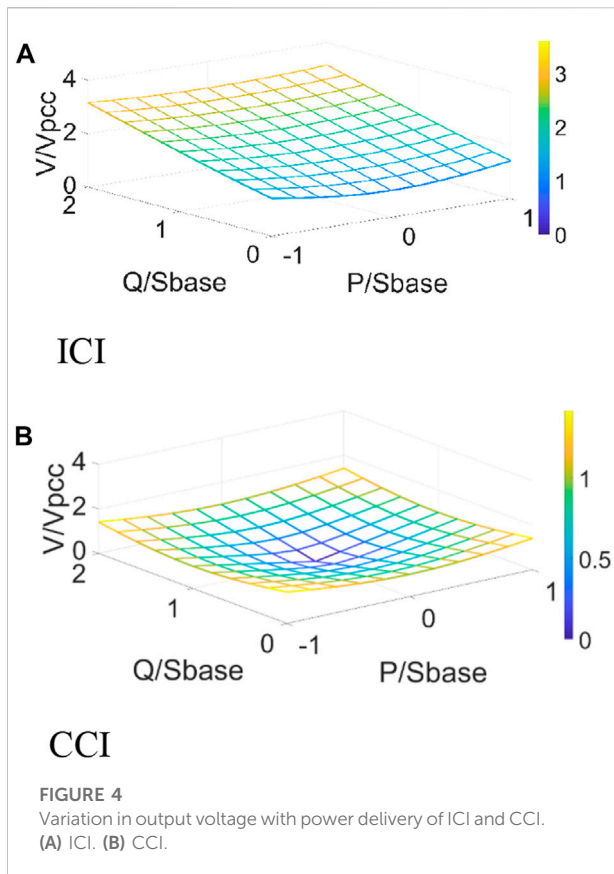 A
V/Vpcc
4
2
0
2
1
0
Q/Sbase
-1
0
1
P/Sbase
3
2
1
0
ICI
B
V/Vpcc
4
2
0
2
1
0
Q/Sbase
-1
0
1
P/Sbase
1
0.5
0
CCI
FIGURE 4
Variation in output voltage with power delivery of ICI and CCI.
(A) ICI. (B) CCI.